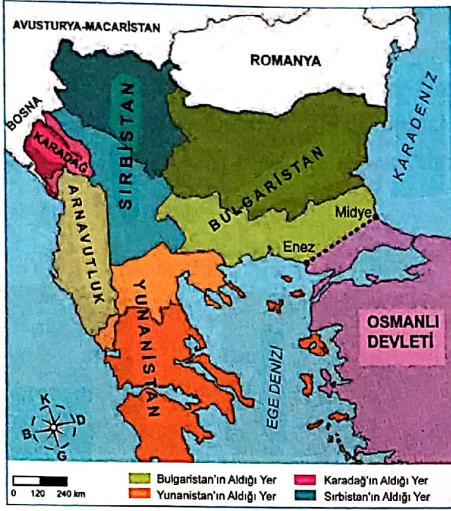 AVUSTURYA-MACARİSTAN
ROMANYA
BOSNA
KARADAĞ
SIRBİSTAN
KARADENİZ
BULGARİSTAN
Midye
Enez
ARNAVUTLUK
YUNANİSTAN
OSMANLI
DEVLETİ
EGE DENİZİ
K
B D
G
0 120 240 km
Bulgaristan'ın Aldığı Yer
Karadağ'ın Aldığı Yer
Yunanistan'ın Aldığı Yer
Sırbistan'ın Aldığı Yer